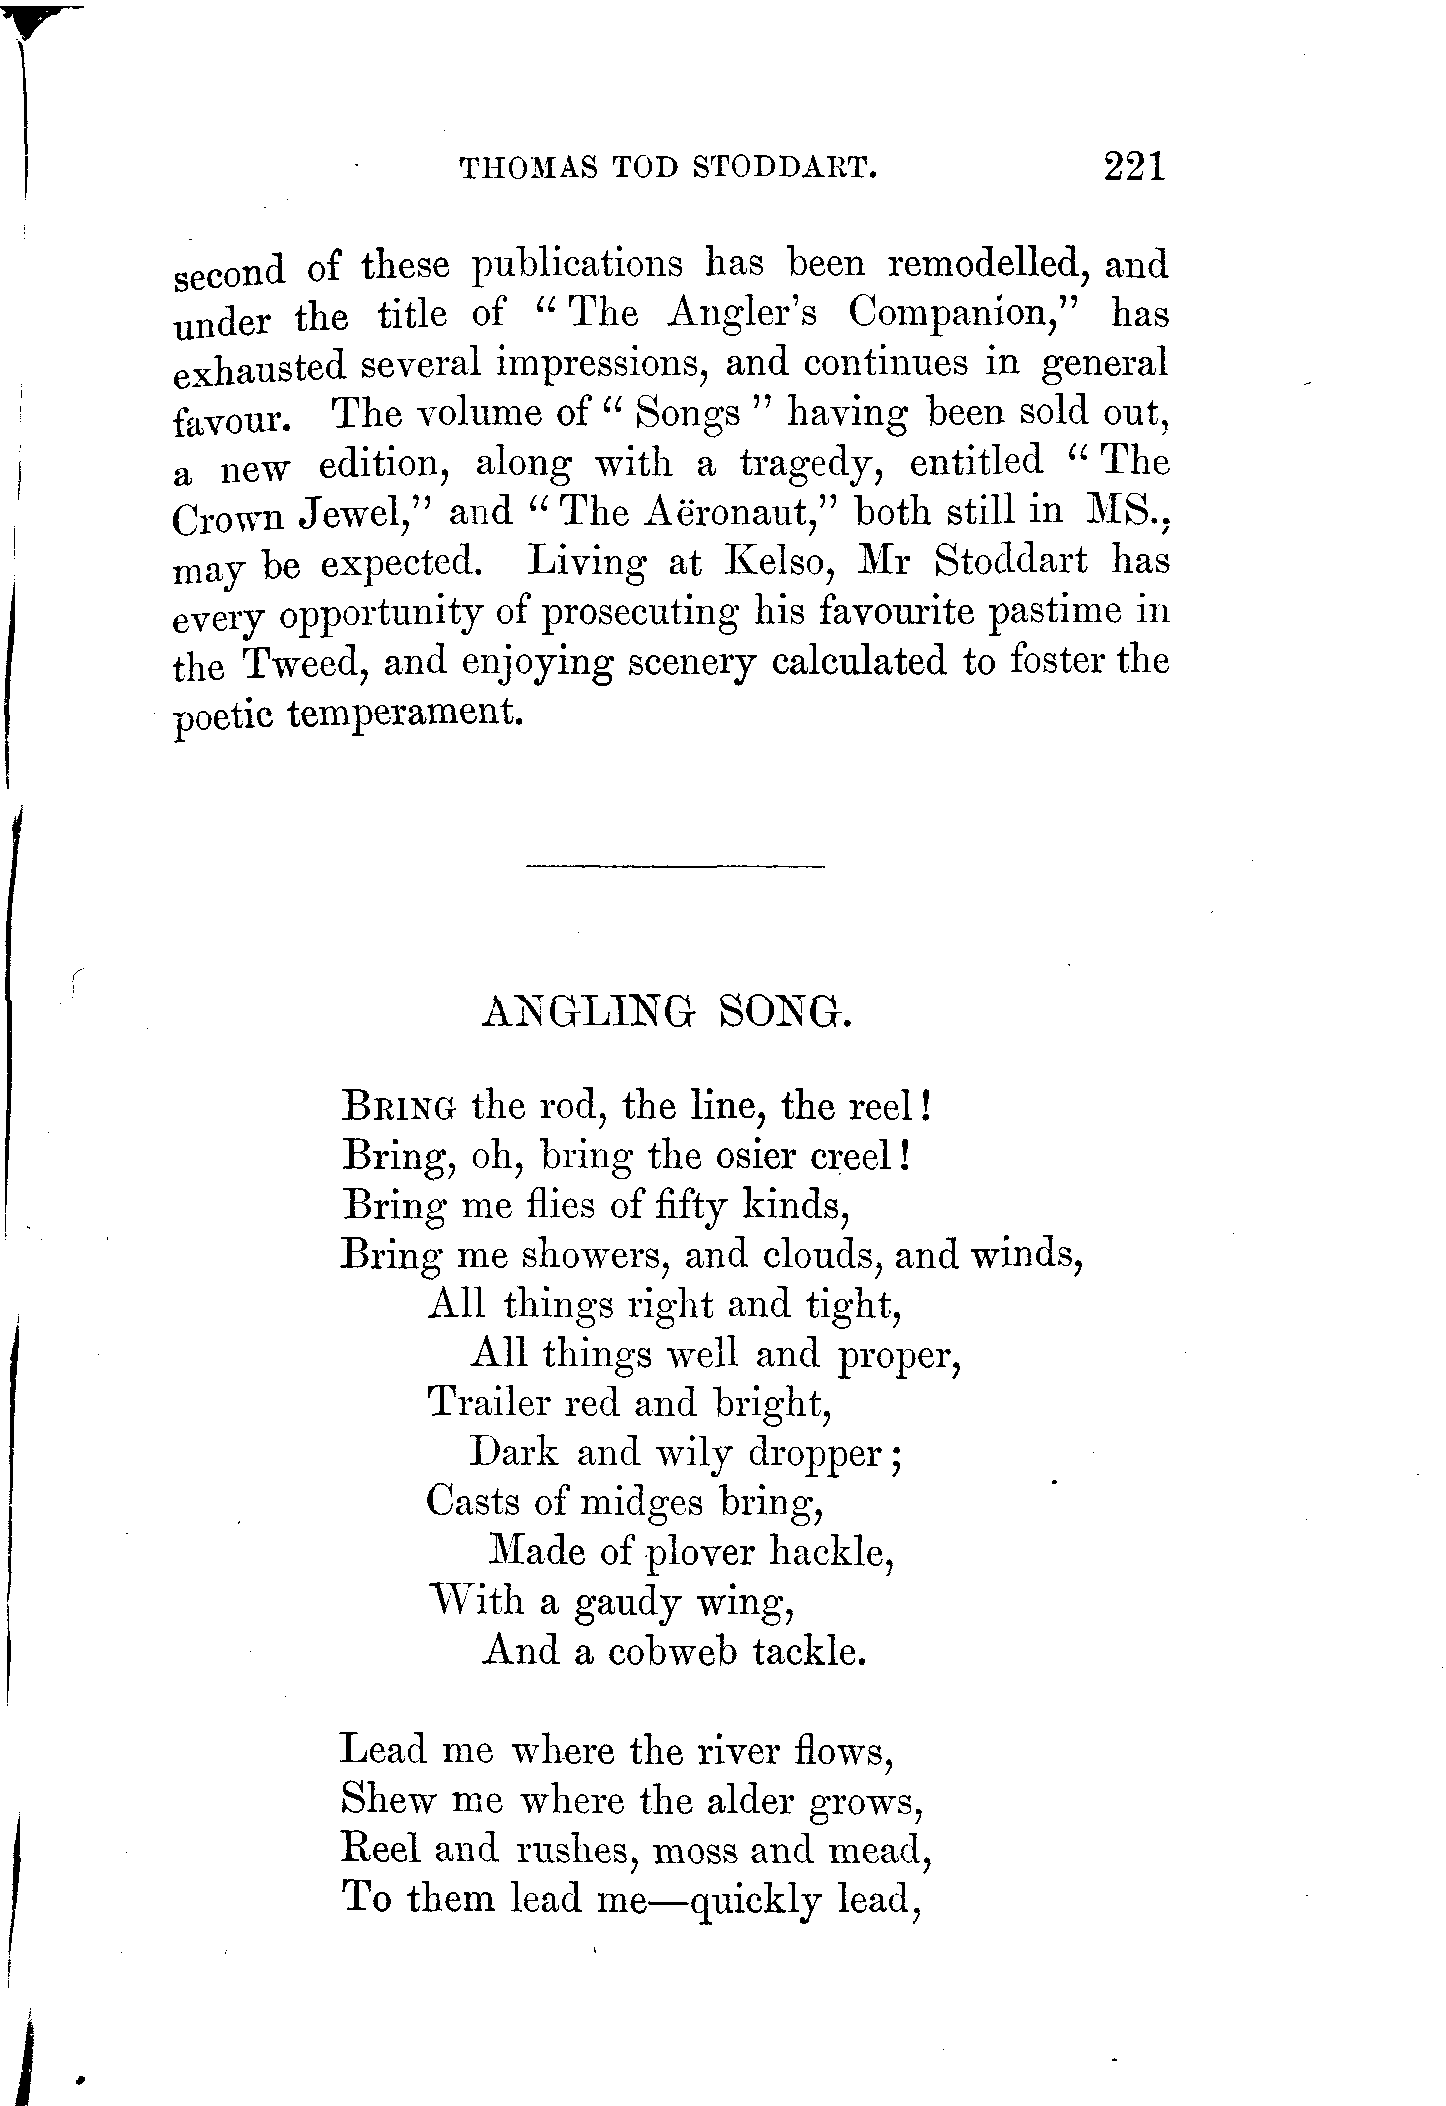 THOMAS TOD STODDART. 221
second of these publications has been remodelled, and
under the title of “ The Angler’s Companion,” has
exhausted several impressions, and continues in general
favour. The volume of “ Songs ” having been sold out,
a new edition, along with a tragedy, entitled “ The
Crown Jewel,” and “ The Aëronaut,” both still in MS.,
may be expected. Living at Kelso, Mr Stoddart has
every opportunity of prosecuting his favourite pastime in
the Tweed, and enjoying scenery calculated to foster the
poetic temperament.
ANGLING SONG.
BRING the rod, the line, the reel!
Bring, oh, bring the osier creel!
Bring me flies of fifty kinds,
Bring me showers, and clouds, and winds,
All things right and tight,
All things well and proper,
Trailer red and bright,
Dark and wily dropper;
Casts of midges bring,
Made of plover hackle,
With a gaudy wing,
And a cobweb tackle.
Lead me where the river flows,
Shew me where the alder grows,
Reel and rushes, moss and mead,
To them lead me—quickly lead,